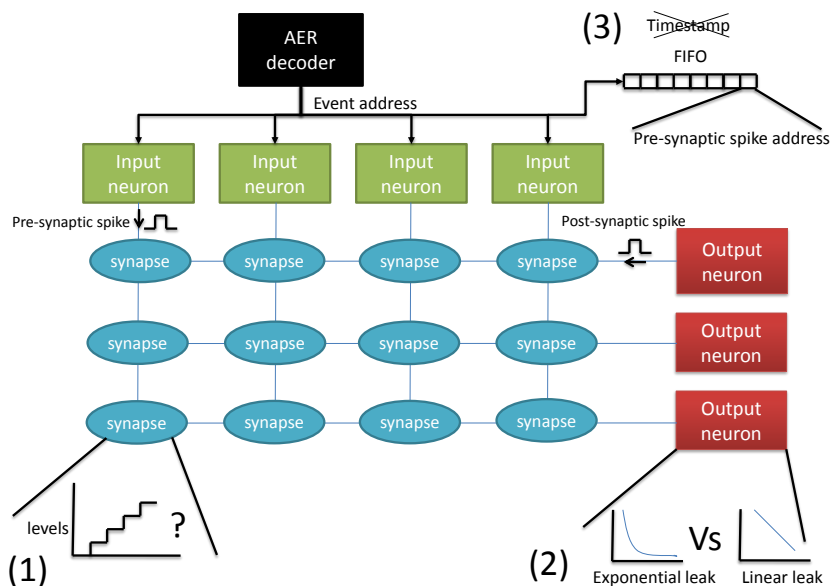 AER
decoder
(3)
Timestamp
FIFO
Event address
Pre-synaptic spike address
Input
neuron
Input
neuron
Input
neuron
Input
neuron
Pre-synaptic spike
Post-synaptic spike
synapse
synapse
synapse
synapse
Output
neuron
synapse
synapse
synapse
synapse
Output
neuron
synapse
synapse
synapse
synapse
Output
neuron
levels
?
(1)
Vs
(2)
Exponential leak
Linear leak